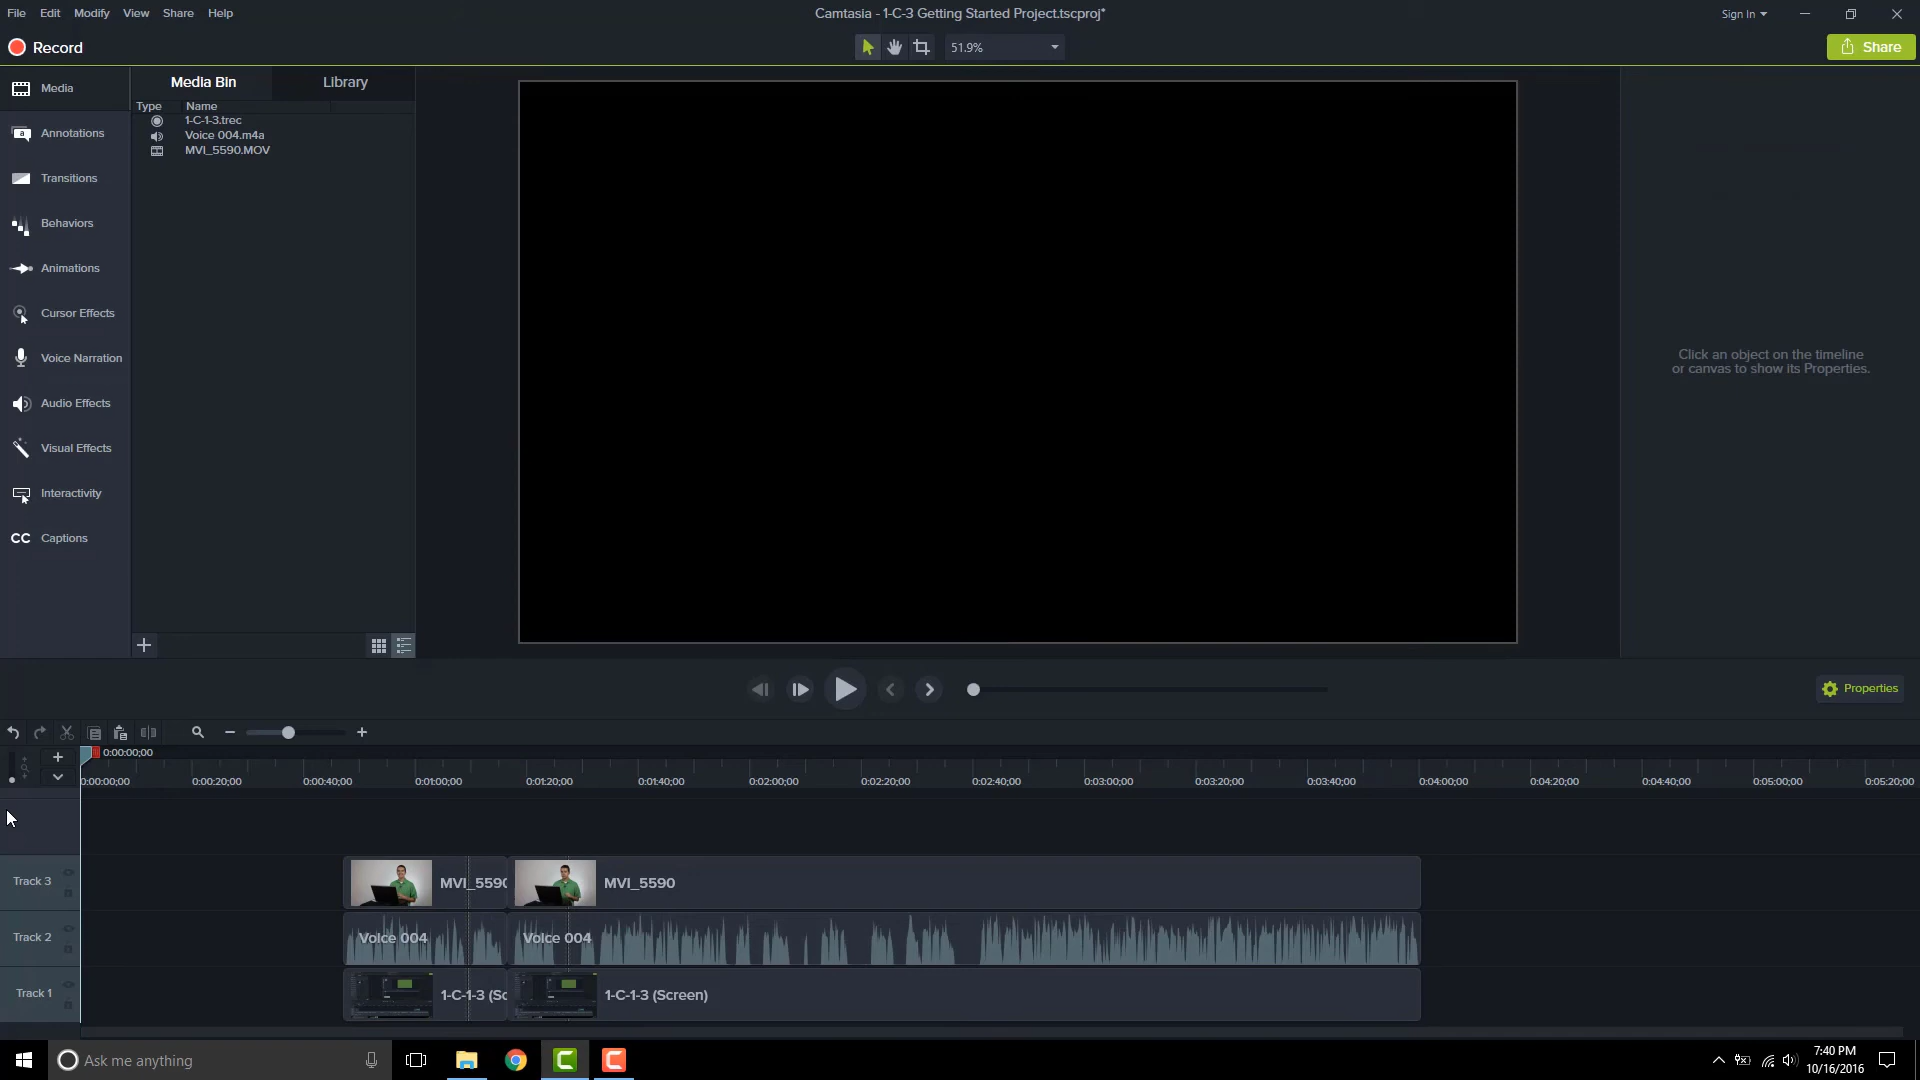 File Edit Modify View Share Help
Camtasia - 1-C-3 Getting Started Project.tscproj*
Sign In
Record
51.9%
Share
Media
Media Bin
Library
Type Name
1-C-1-3.trec
Voice 004.m4a
MVI_5590.MOV
Annotations
Transitions
Behaviors
Animations
Cursor Effects
Voice Narration
Audio Effects
Visual Effects
Interactivity
CC Captions
Click an object on the timeline
or canvas to show its Properties.
Properties
0:00:00;00
0:00:00;00 0:00:20;00 0:00:40;00 0:01:00;00 0:01:20;00 0:01:40;00 0:02:00;00 0:02:20;00 0:02:40;00 0:03:00;00 0:03:20;00 0:03:40;00 0:04:00;00 0:04:20;00 0:04:40;00 0:05:00;00 0:05:20;00
Track 3 MVI_5590 MVI_5590
Track 2 Voice 004 Voice 004
Track 1 1-C-1-3 (Sc 1-C-1-3 (Screen)
Ask me anything
7:40 PM
10/16/2016